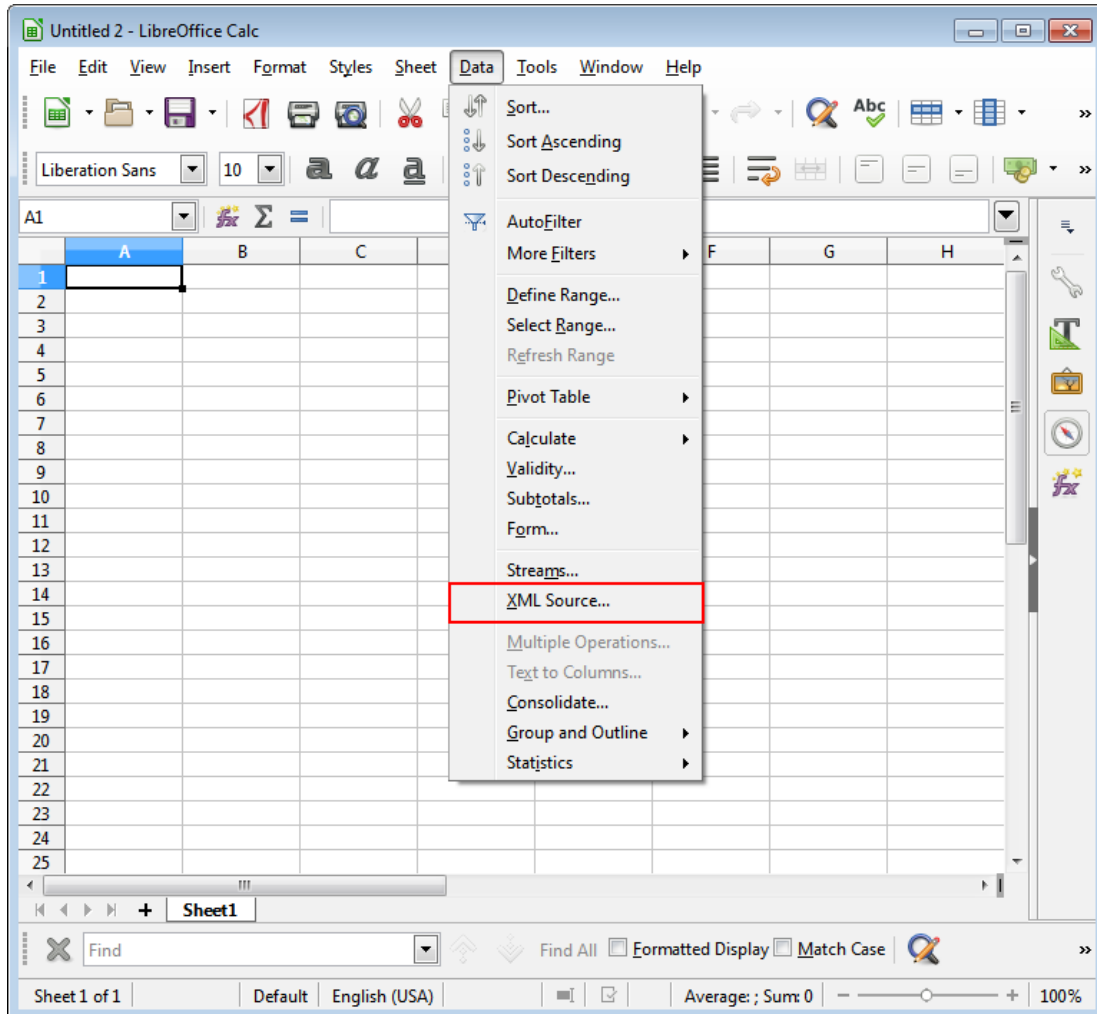 Untitled 2 - LibreOffice Calc
File Edit View Insert Format Styles Sheet Data Tools Window Help
Abc
Liberation Sans 10 a a a
A1
A B C F G H
1
2
3
4
5
6
7
8
9
10
11
12
13
14
15
16
17
18
19
20
21
22
23
24
25
Sort...
Sort Ascending
Sort Descending
AutoFilter
More Filters
Define Range...
Select Range...
Refresh Range
Pivot Table
Calculate
Validity...
Subtotals...
Form...
Streams...
XML Source...
Multiple Operations...
Text to Columns...
Consolidate...
Group and Outline
Statistics
Sheet1
Find Find All Formatted Display Match Case
Sheet 1 of 1 Default English (USA) Average: ; Sum: 0 100%